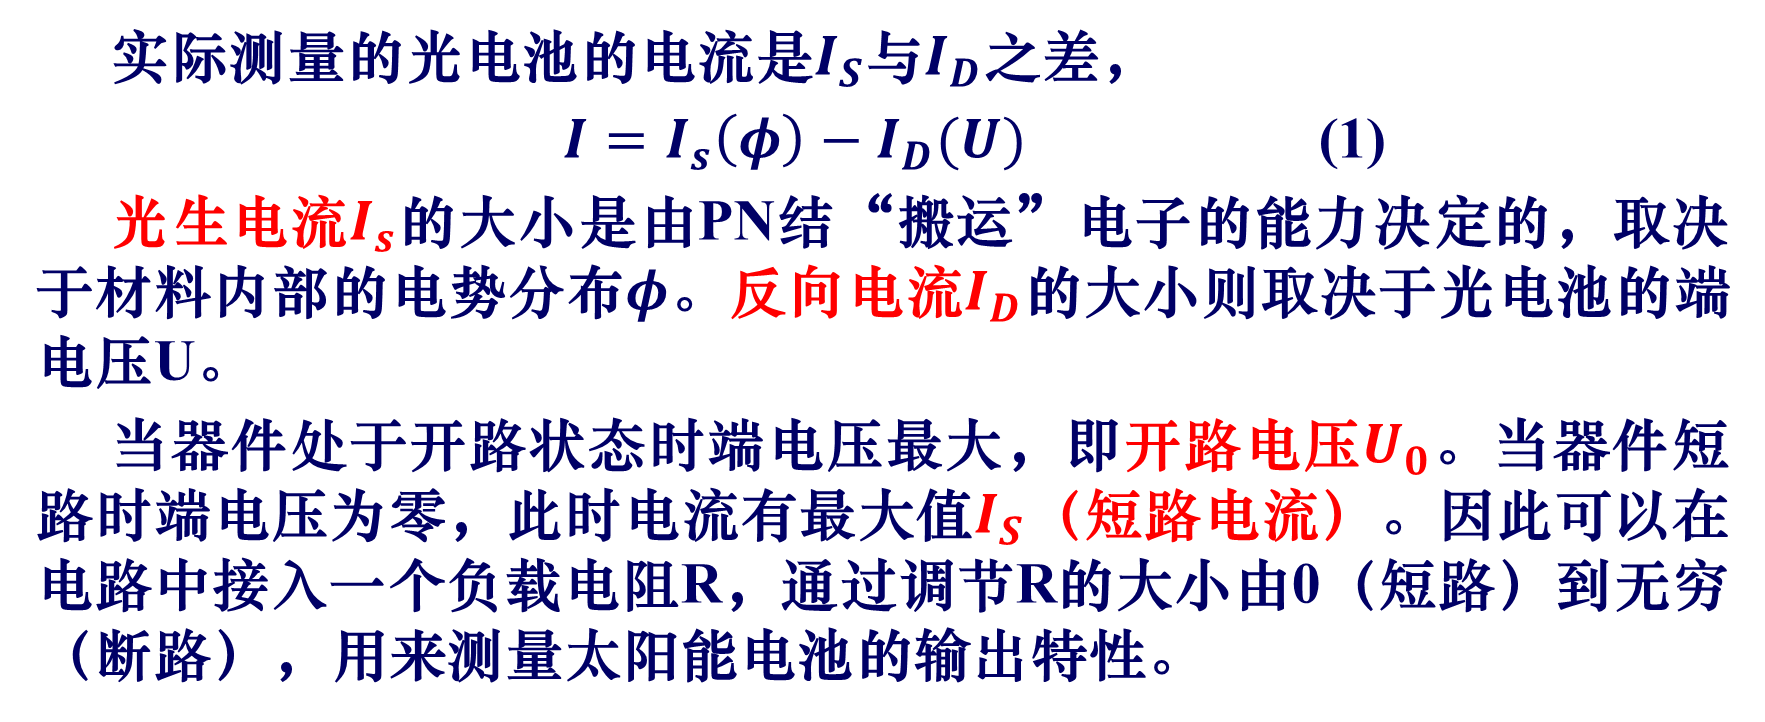 实际测量的光电池的电流是I_S与I_D之差，
I = I_s(ϕ) − I_D(U) (1)
光生电流I_s的大小是由PN结“搬运”电子的能力决定的，取决
于材料内部的电势分布ϕ。反向电流I_D的大小则取决于光电池的端
电压U。
当器件处于开路状态时端电压最大，即开路电压U_0。当器件短
路时端电压为零，此时电流有最大值I_S（短路电流）。因此可以在
电路中接入一个负载电阻R，通过调节R的大小由0（短路）到无穷
（断路），用来测量太阳能电池的输出特性。